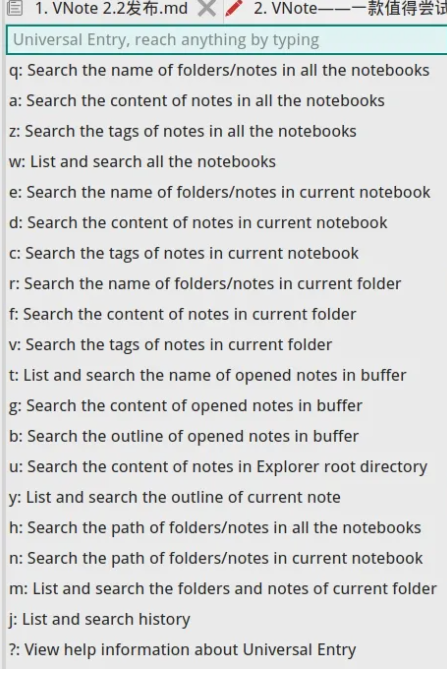 1. VNote 2.2发布.md 2. VNote——一款值得尝试
Universal Entry, reach anything by typing
q: Search the name of folders/notes in all the notebooks
a: Search the content of notes in all the notebooks
z: Search the tags of notes in all the notebooks
w: List and search all the notebooks
e: Search the name of folders/notes in current notebook
d: Search the content of notes in current notebook
c: Search the tags of notes in current notebook
r: Search the name of folders/notes in current folder
f: Search the content of notes in current folder
v: Search the tags of notes in current folder
t: List and search the name of opened notes in buffer
g: Search the content of opened notes in buffer
b: Search the outline of opened notes in buffer
u: Search the content of notes in Explorer root directory
y: List and search the outline of current note
h: Search the path of folders/notes in all the notebooks
n: Search the path of folders/notes in current notebook
m: List and search the folders and notes of current folder
j: List and search history
?: View help information about Universal Entry